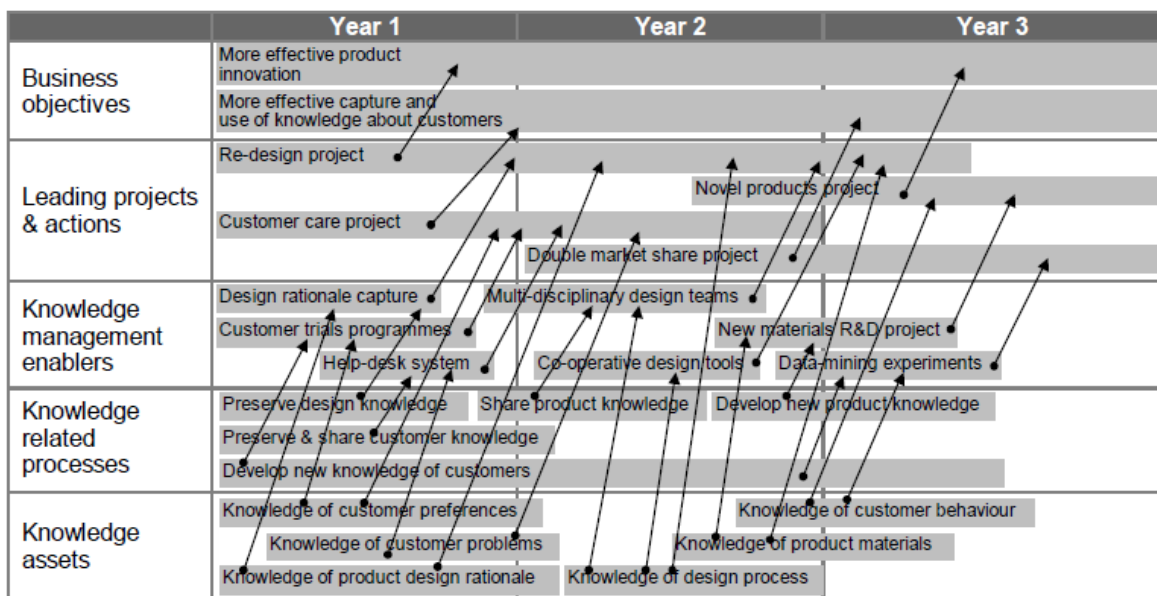 Year 1 Year 2 Year 3
Business
objectives
More effective product
innovation
More effective capture and
use of knowledge about customers
Leading projects
& actions
Re-design project
Novel products project
Customer care project
Double market share project
Knowledge
management
enablers
Design rationale capture
Multi-disciplinary design teams
Customer trials programmes
New materials R&D project
Help-desk system
Co-operative design tools
Data-mining experiments
Knowledge
related
processes
Preserve design knowledge
Share product knowledge
Develop new product knowledge
Preserve & share customer knowledge
Develop new knowledge of customers
Knowledge
assets
Knowledge of customer preferences
Knowledge of customer behaviour
Knowledge of customer problems
Knowledge of product materials
Knowledge of product design rationale
Knowledge of design process